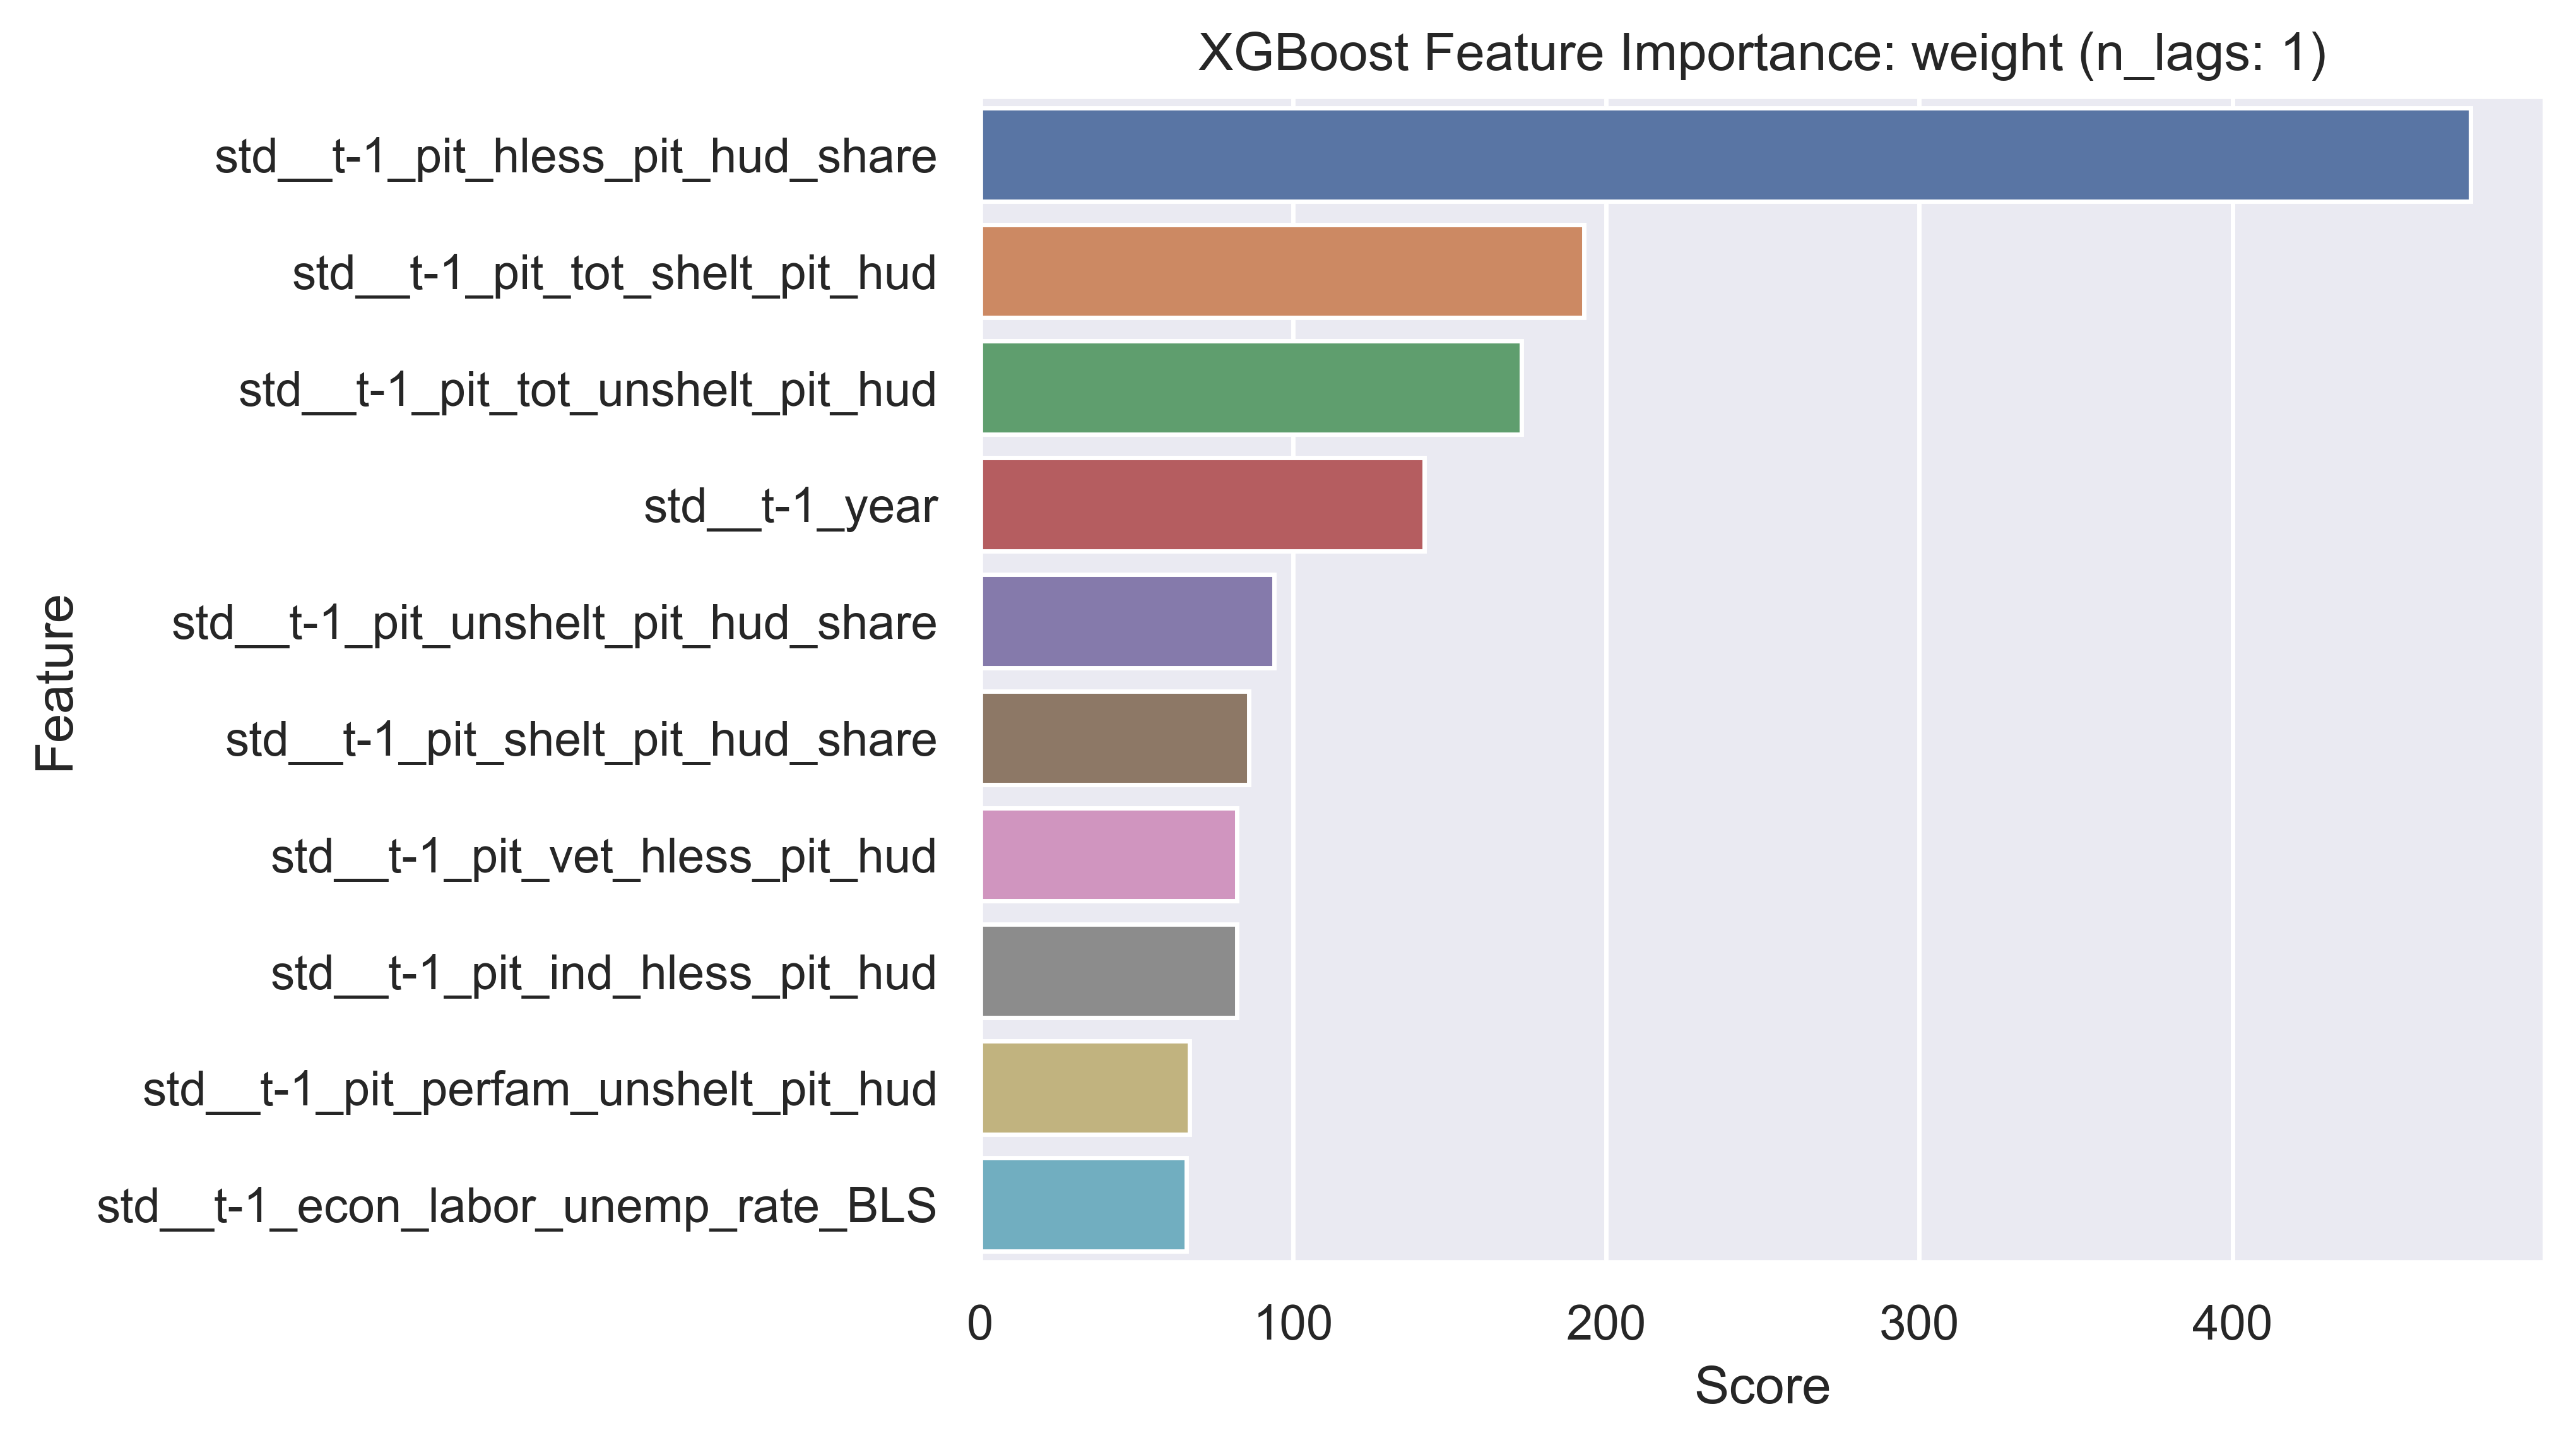 XGBoost Feature Importance: weight (n_lags: 1)
Feature
std__t-1_pit_hless_pit_hud_share
std__t-1_pit_tot_shelt_pit_hud
std__t-1_pit_tot_unshelt_pit_hud
std__t-1_year
std__t-1_pit_unshelt_pit_hud_share
std__t-1_pit_shelt_pit_hud_share
std__t-1_pit_vet_hless_pit_hud
std__t-1_pit_ind_hless_pit_hud
std__t-1_pit_perfam_unshelt_pit_hud
std__t-1_econ_labor_unemp_rate_BLS
0 100 200 300 400
Score